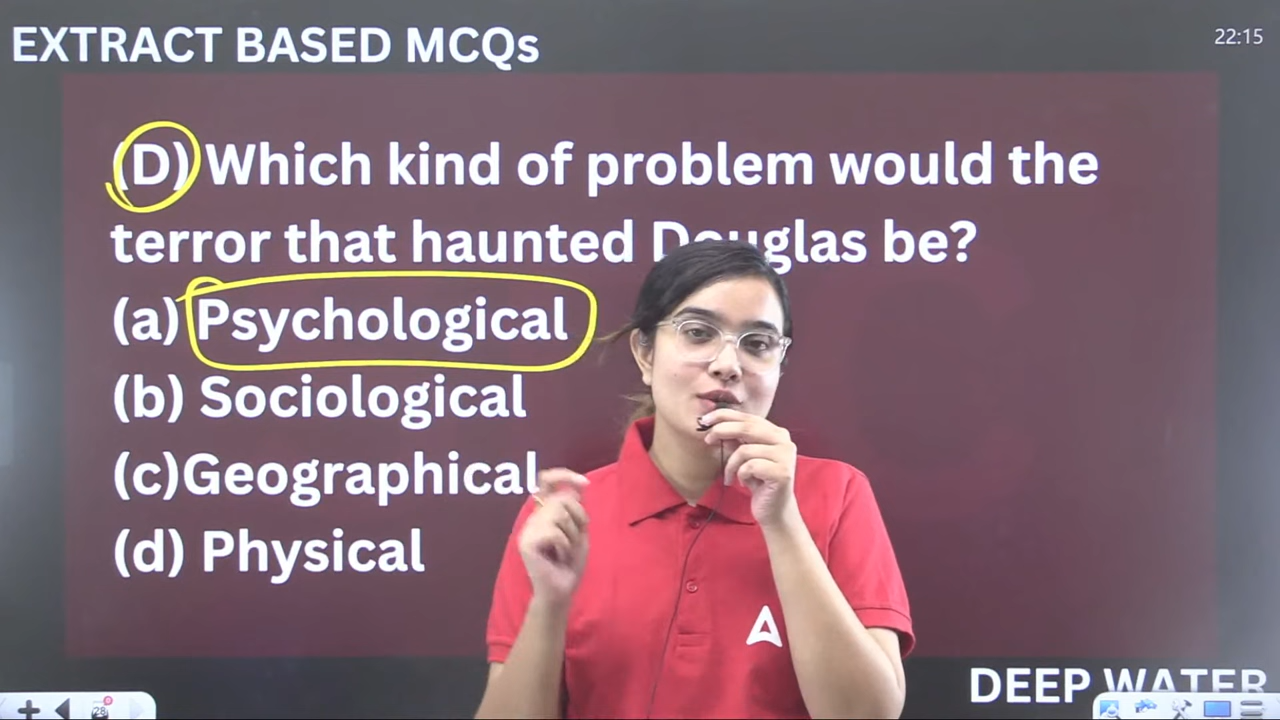 EXTRACT BASED MCQs
22:15
(D) Which kind of problem would the
terror that haunted Douglas be?
(a) Psychological
(b) Sociological
(c)Geographical
(d) Physical
DEEP WATER
28